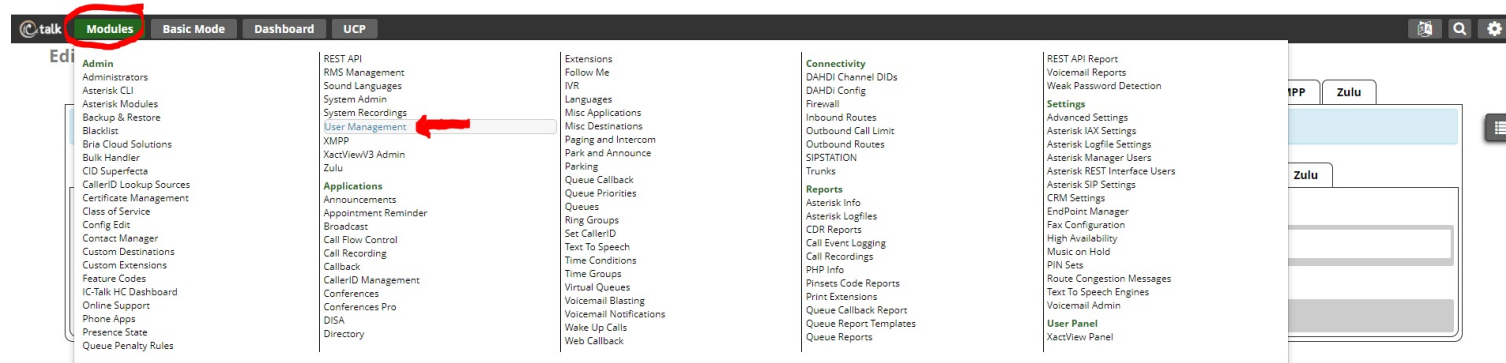 C talk Modules Basic Mode Dashboard UCP
Edi
Admin
Administrators
Asterisk CLI
Asterisk Modules
Backup & Restore
Blacklist
Bria Cloud Solutions
Bulk Handler
CID Superfecta
CallerID Lookup Sources
Certificate Management
Class of Service
Config Edit
Contact Manager
Custom Destinations
Custom Extensions
Feature Codes
IC-Talk HC Dashboard
Online Support
Phone Apps
Presence State
Queue Penalty Rules
REST API
RMS Management
Sound Languages
System Admin
System Recordings
User Management
XMPP
XactViewV3 Admin
Zulu
Applications
Announcements
Appointment Reminder
Broadcast
Call Flow Control
Call Recording
Callback
CallerID Management
Conferences
Conferences Pro
DISA
Directory
Extensions
Follow Me
IVR
Languages
Misc Applications
Misc Destinations
Paging and Intercom
Park and Announce
Parking
Queue Callback
Queue Priorities
Queues
Ring Groups
Set CallerID
Text To Speech
Time Conditions
Time Groups
Virtual Queues
Voicemail Blasting
Voicemail Notifications
Wake Up Calls
Web Callback
Connectivity
DAHDI Channel DIDs
DAHDi Config
Firewall
Inbound Routes
Outbound Call Limit
Outbound Routes
SIPSTATION
Trunks
Reports
Asterisk Info
Asterisk Logfiles
CDR Reports
Call Event Logging
Call Recordings
PHP Info
Pinsets Code Reports
Print Extensions
Queue Callback Report
Queue Report Templates
Queue Reports
REST API Report
Voicemail Reports
Weak Password Detection
Settings
Advanced Settings
Asterisk IAX Settings
Asterisk Logfile Settings
Asterisk Manager Users
Asterisk REST Interface Users
Asterisk SIP Settings
CRM Settings
EndPoint Manager
Fax Configuration
High Availability
Music on Hold
PIN Sets
Route Congestion Messages
Text To Speech Engines
Voicemail Admin
User Panel
XactView Panel
MPP Zulu
Zulu